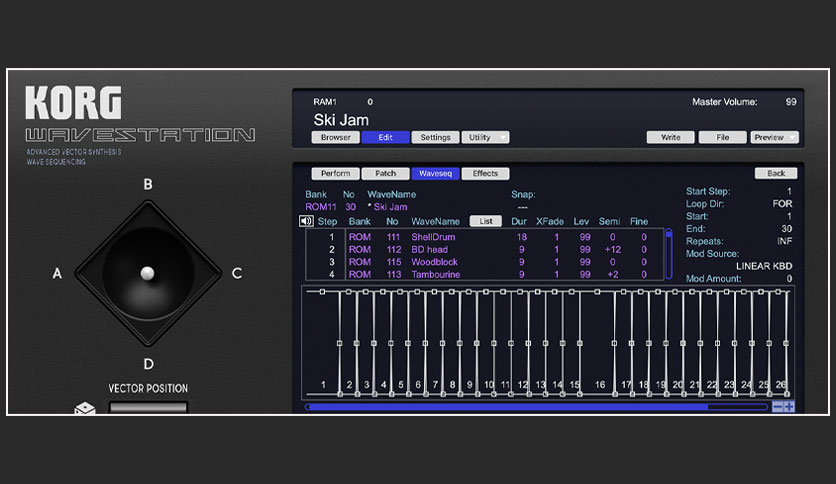 KORG
WAVESTATION
ADVANCED VECTOR SYNTHESIS
WAVE SEQUENCING
B
A
C
D
VECTOR POSITION
RAM1 0 Master Volume: 99
Ski Jam
Browser Edit Settings Utility Write File Preview
Perform Patch Waveseq Effects Back
Bank No WaveName Snap:
ROM11 30 * Ski Jam ---
Step Bank No WaveName List Dur XFade Lev Semi Fine
1 ROM 111 ShellDrum 18 1 99 0 0
2 ROM 112 BD head 9 1 99 +12 0
3 ROM 115 Woodblock 9 1 99 0 0
4 ROM 113 Tambourine 9 1 99 +2 0
Start Step: 1
Loop Dir: FOR
Start: 1
End: 30
Repeats: INF
Mod Source:
LINEAR KBD
Mod Amount: 0
1 2 3 4 5 6 7 8 9 10 11 12 13 14 15 16 17 18 19 20 21 22 23 24 25 26